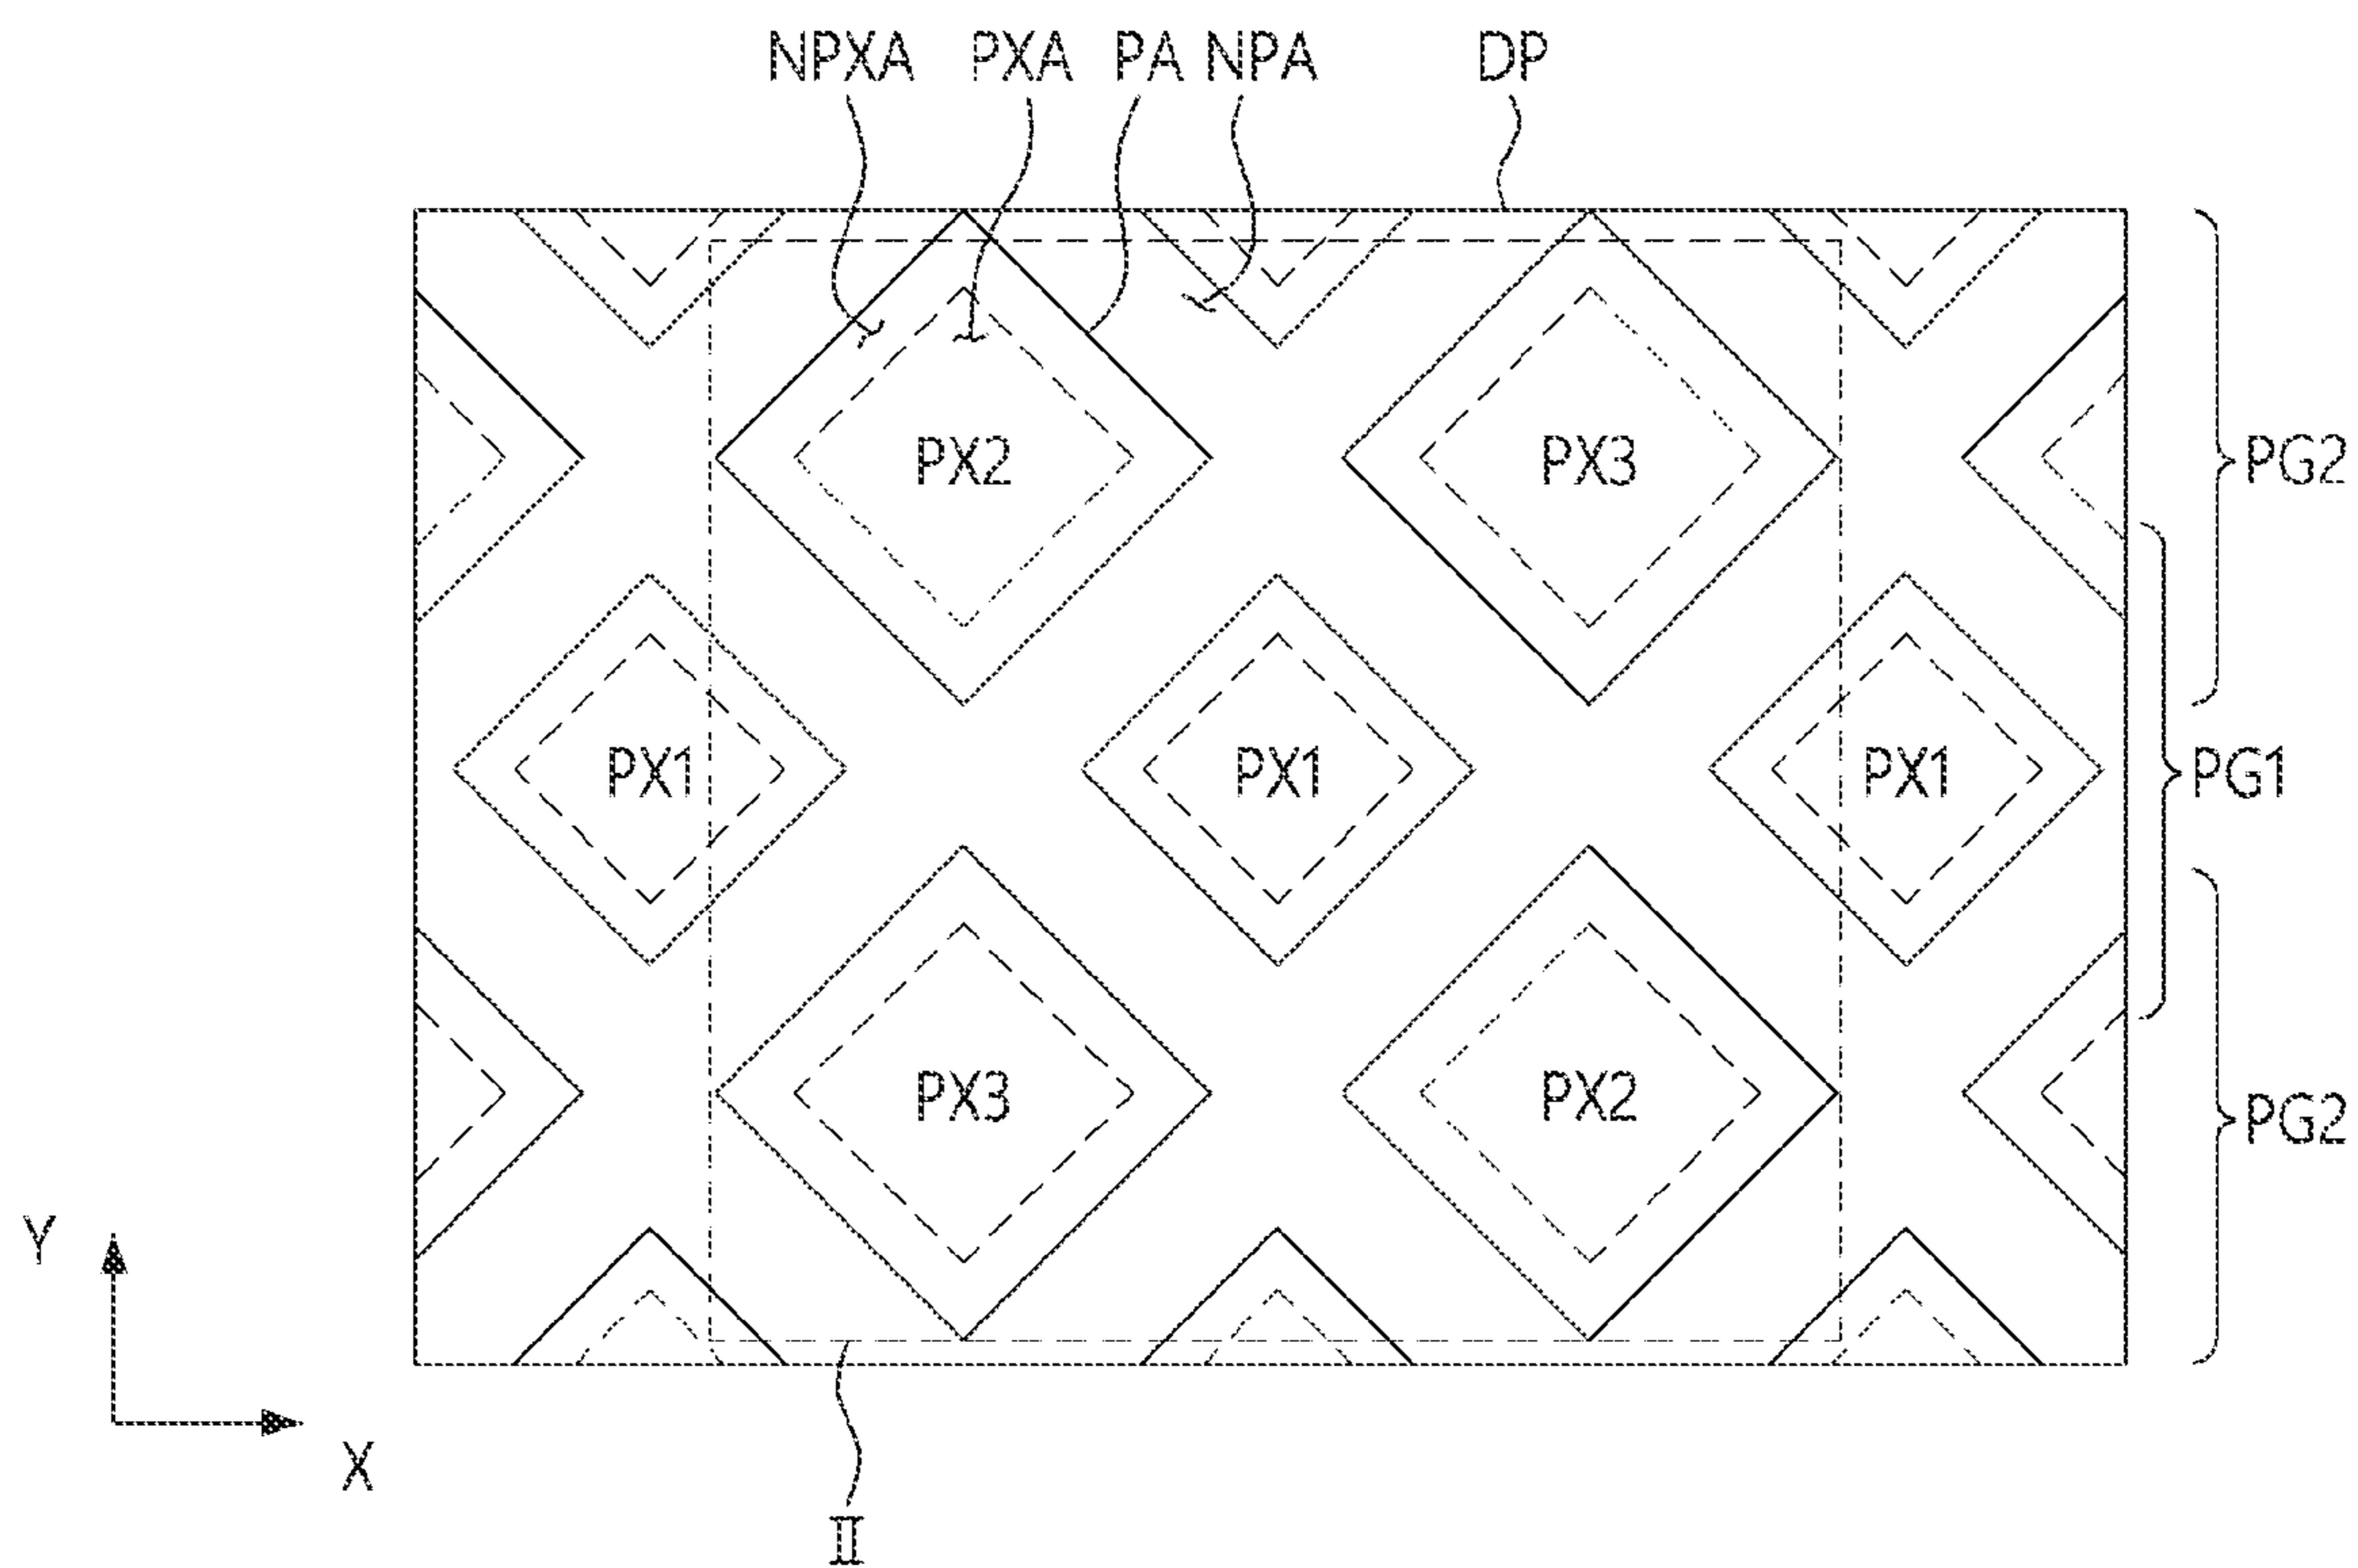 NPXA PXA PA NPA DP
PX2 PX3 PG2
PX1 PX1 PX1 PG1
PX3 PX2 PG2
Y
X
II